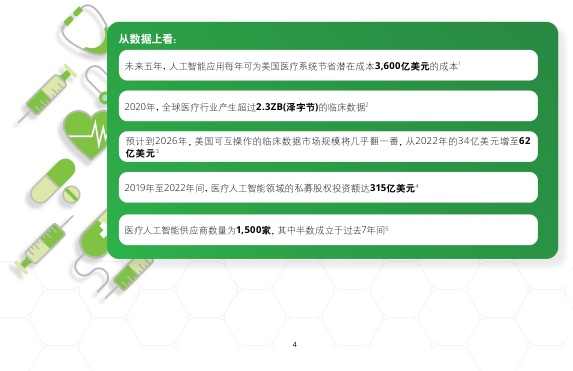 从数据上看：
未来五年，人工智能应用每年可为美国医疗系统节省潜在成本3,600亿美元的成本¹
2020年，全球医疗行业产生超过2.3ZB(泽字节)的临床数据²
预计到2026年，美国可互操作的临床数据市场规模将几乎翻一番，从2022年的34亿美元增至62
亿美元³
2019年至2022年间，医疗人工智能领域的私募股权投资额达315亿美元⁴
医疗人工智能供应商数量为1,500家，其中半数成立于过去7年间⁵
4